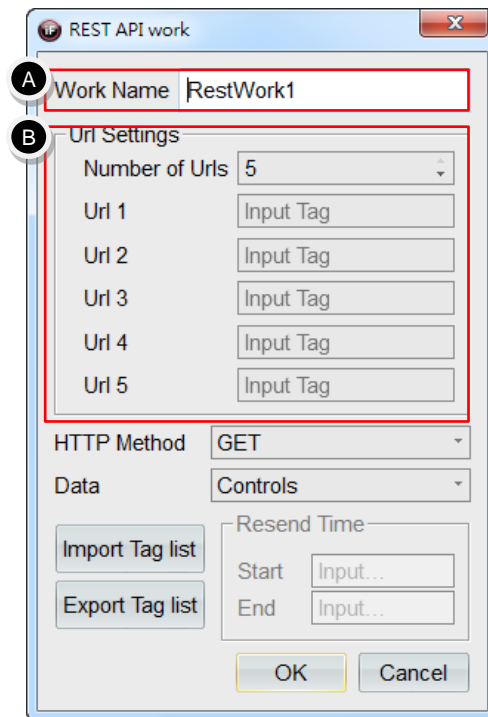 iF REST API work x
A
Work Name RestWork1
B
Url Settings
Number of Urls 5
Url 1 Input Tag
Url 2 Input Tag
Url 3 Input Tag
Url 4 Input Tag
Url 5 Input Tag
HTTP Method GET
Data Controls
Import Tag list
Export Tag list
Resend Time
Start Input...
End Input...
OK Cancel